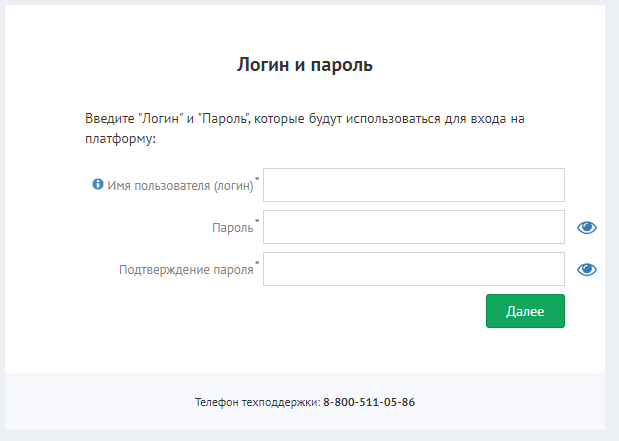 Логин и пароль
Введите "Логин" и "Пароль", которые будут использоваться для входа на
платформу:
Имя пользователя (логин)*
Пароль*
Подтверждение пароля*
Далее
Телефон техподдержки: 8-800-511-05-86